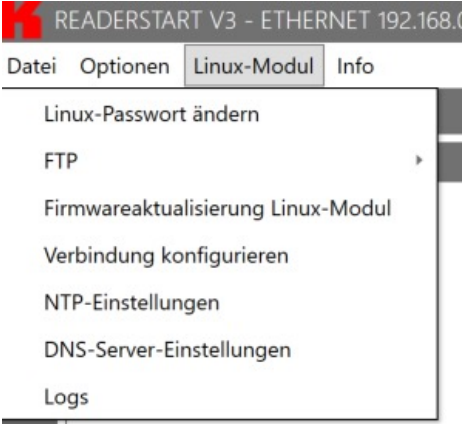 READERSTART V3 - ETHERNET 192.168.
Datei Optionen Linux-Modul Info
Linux-Passwort ändern
FTP
Firmwareaktualisierung Linux-Modul
Verbindung konfigurieren
NTP-Einstellungen
DNS-Server-Einstellungen
Logs